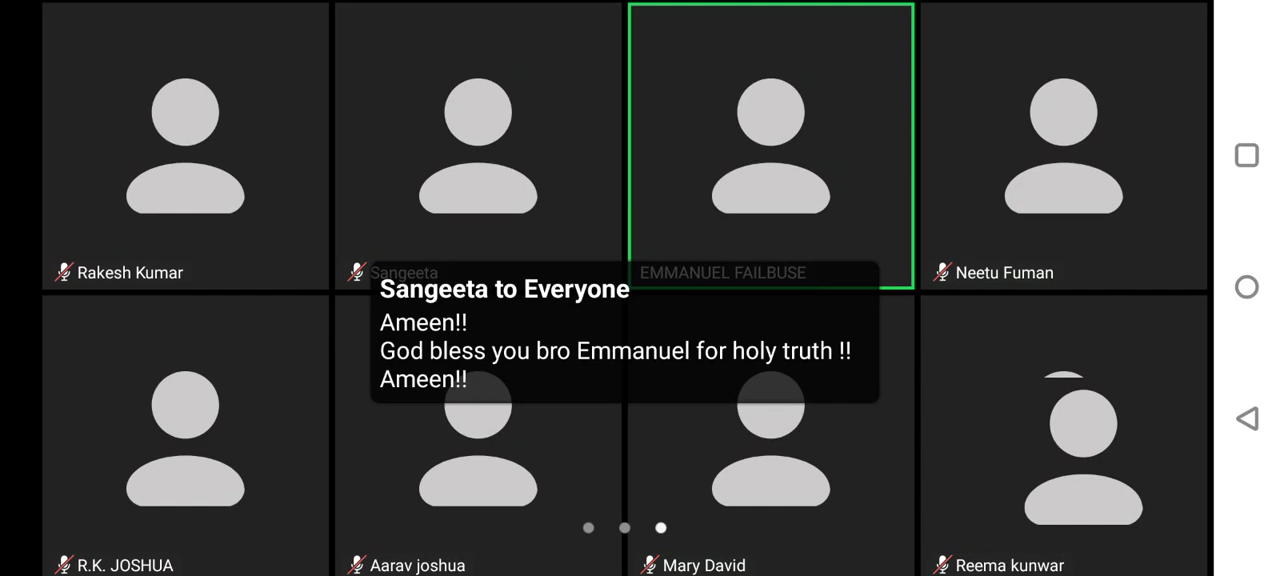 Rakesh Kumar
Sangeeta
EMMANUEL FAILBUSE
Neetu Fuman
Sangeeta to Everyone
Ameen!!
God bless you bro Emmanuel for holy truth !!
Ameen!!
R.K. JOSHUA
Aarav joshua
Mary David
Reema kunwar